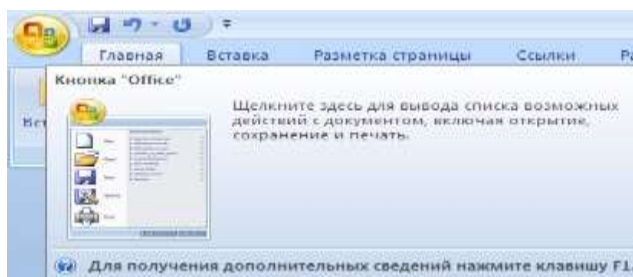 Главная Вставка Разметка страницы Ссылки
Кнопка "Office"
Щелкните здесь для вывода списка возможных
действий с документом, включая открытие,
сохранение и печать.
Для получения дополнительных сведений нажмите клавишу F1.